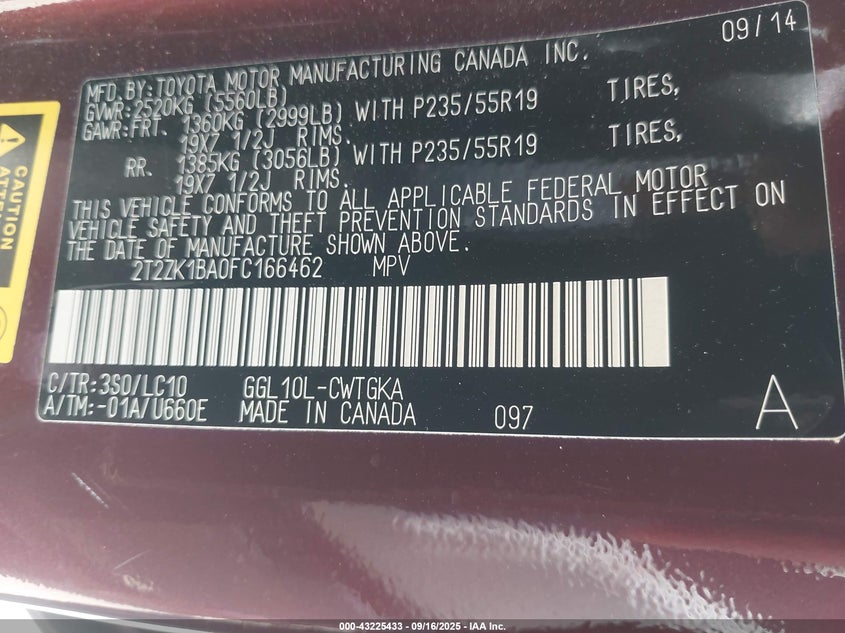 09/14
MFD.BY:TOYOTA MOTOR MANUFACTURING CANADA INC.
GVWR:2520KG (5560LB)
GAWR:FRT. 1360KG (2999LB) WITH P235/55R19 TIRES,
19X7 1/2J RIMS.
RR. 1385KG (3056LB) WITH P235/55R19 TIRES,
19X7 1/2J RIMS.
THIS VEHICLE CONFORMS TO ALL APPLICABLE FEDERAL MOTOR
VEHICLE SAFETY AND THEFT PREVENTION STANDARDS IN EFFECT ON
THE DATE OF MANUFACTURE SHOWN ABOVE.
2T2ZK1BA0FC166462 MPV
C/TR:3S0/LC10 GGL10L-CWTGKA
A/TM:-01A/U660E MADE IN CANADA 097 A
CAUTION
000-43225433 - 09/16/2025 - IAA Inc.